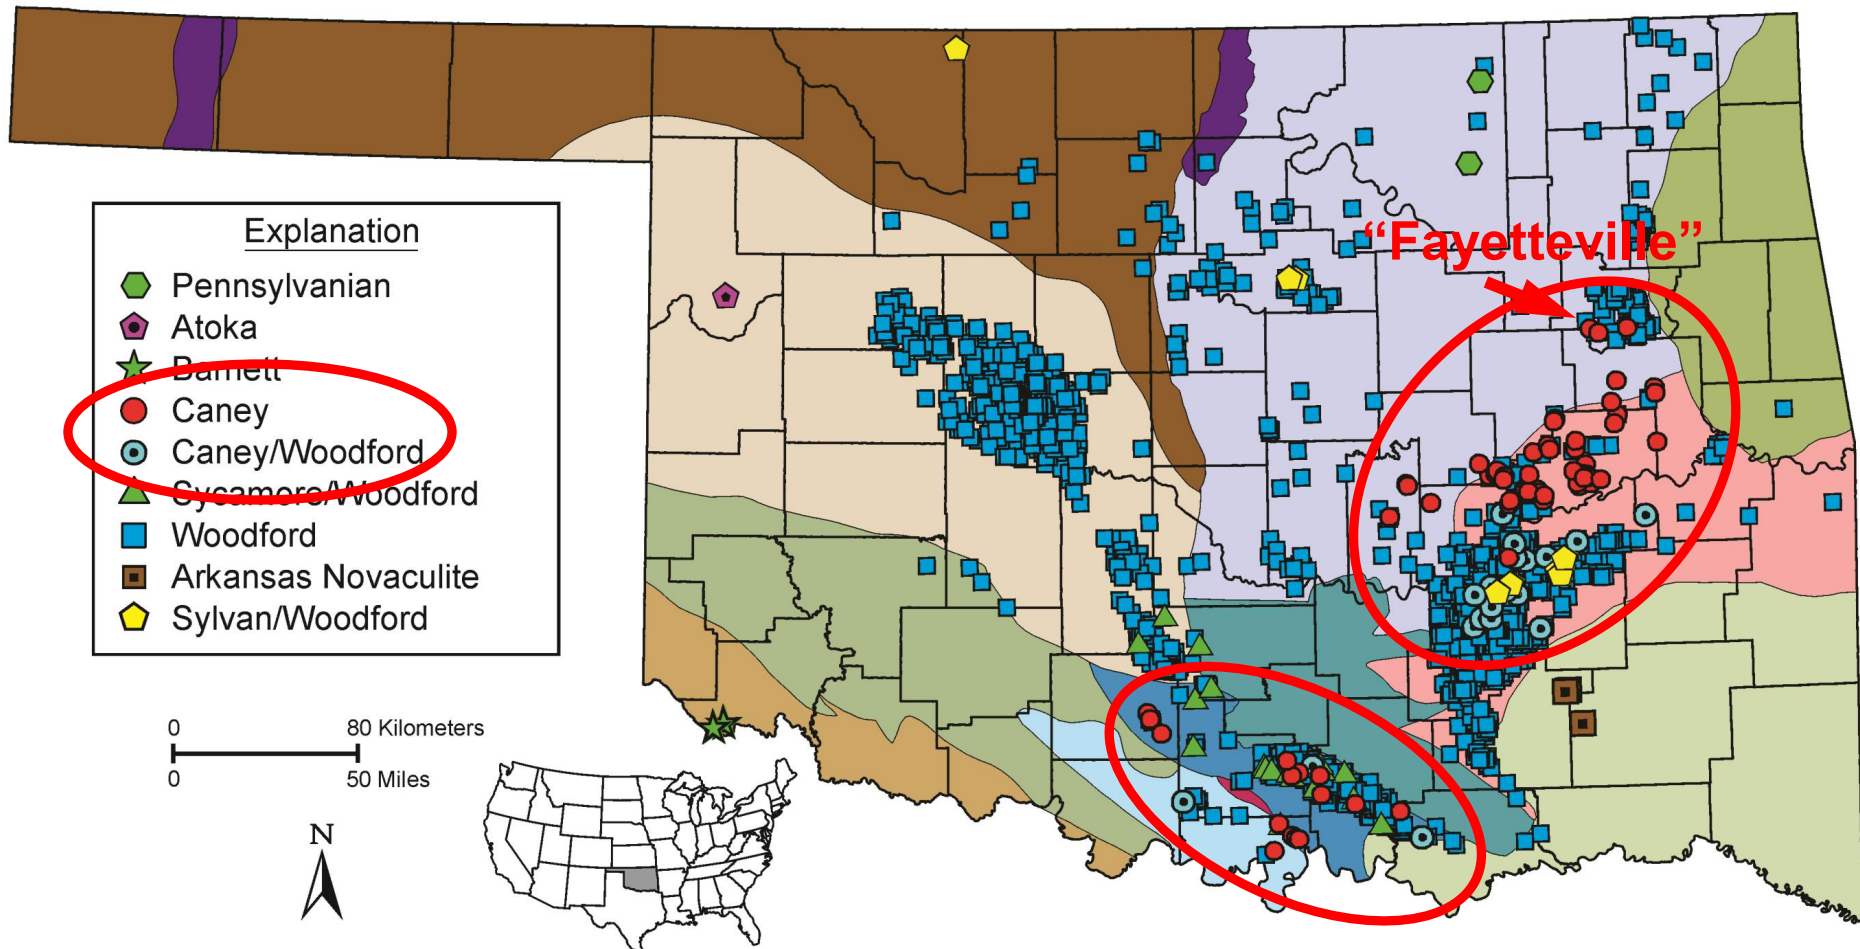 “Fayetteville”
Explanation
Pennsylvanian
Atoka
Barnett
Caney
Caney/Woodford
Sycamore/Woodford
Woodford
Arkansas Novaculite
Sylvan/Woodford
0 80 Kilometers
0 50 Miles
N